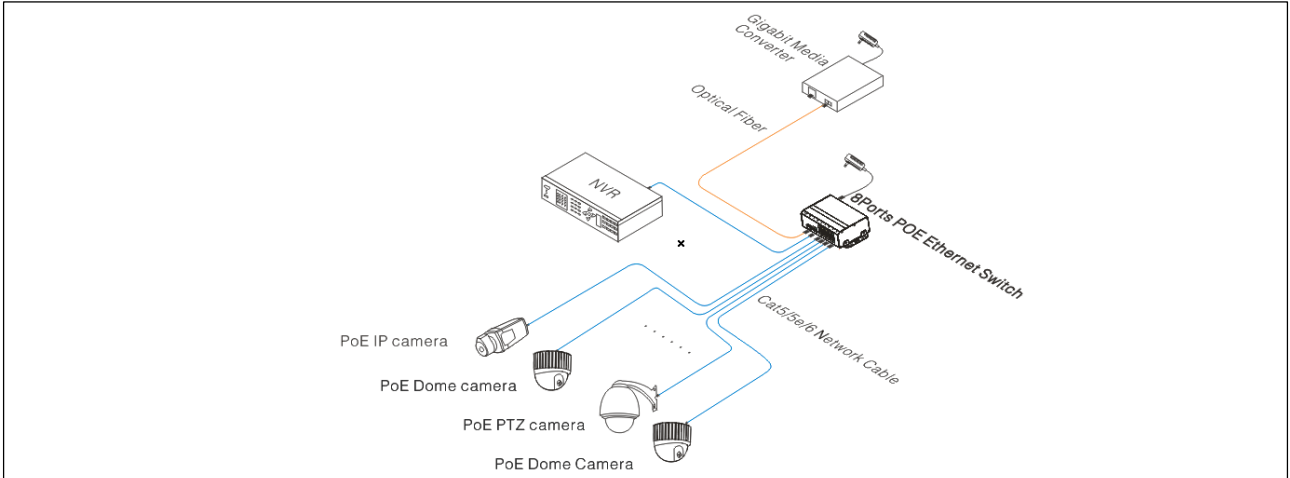 Gigabit Media
Converter
Optical Fiber
NVR
8Ports POE Ethernet Switch
Cat5/5e/6 Network Cable
PoE IP camera
PoE Dome camera
PoE PTZ camera
PoE Dome Camera